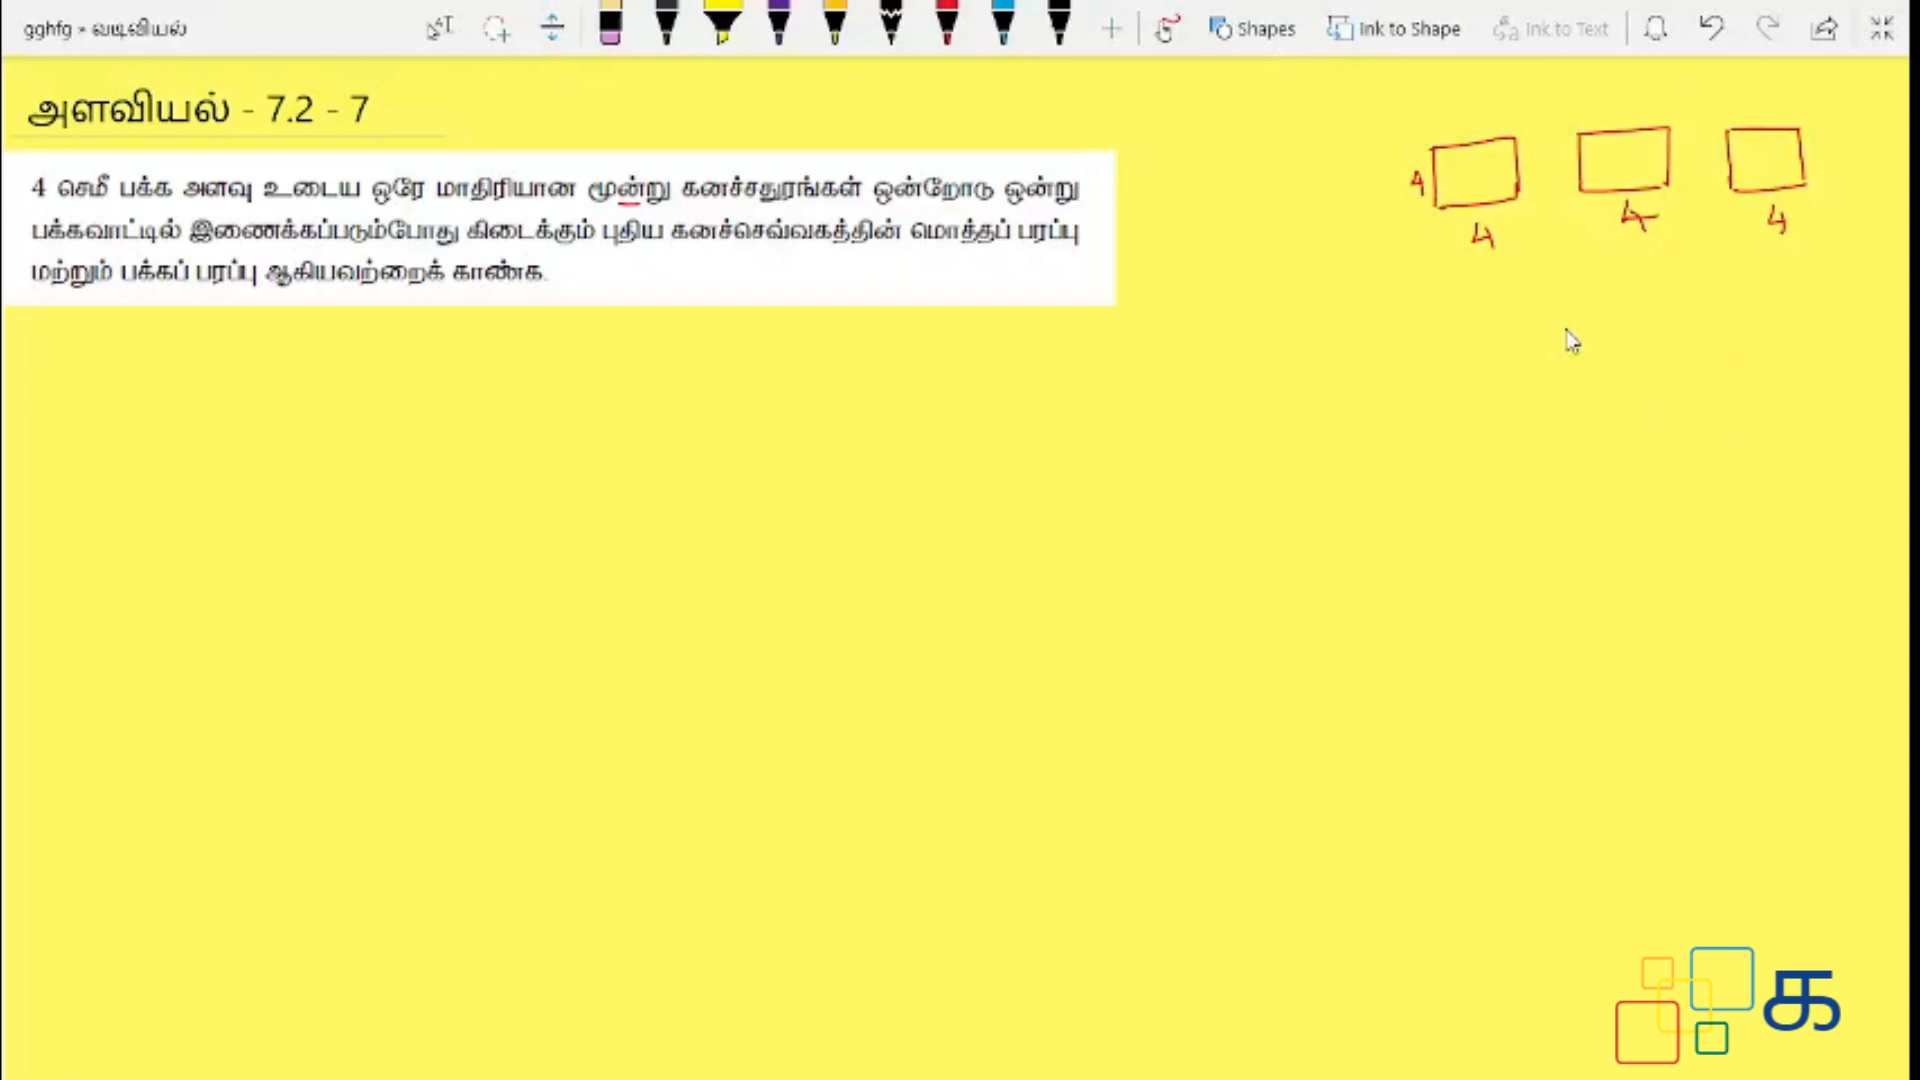 gghfg - வடிவியல்
Shapes
Ink to Shape
Ink to Text
அளவியல் - 7.2 - 7
4 செமீ பக்க அளவு உடைய ஒரே மாதிரியான மூன்று கனச்சதுரங்கள் ஒன்றோடு ஒன்று
பக்கவாட்டில் இணைக்கப்படும்போது கிடைக்கும் புதிய கனச்செவ்வகத்தின் மொத்தப் பரப்பு
மற்றும் பக்கப் பரப்பு ஆகியவற்றைக் காண்க.
4
4
4
4
க